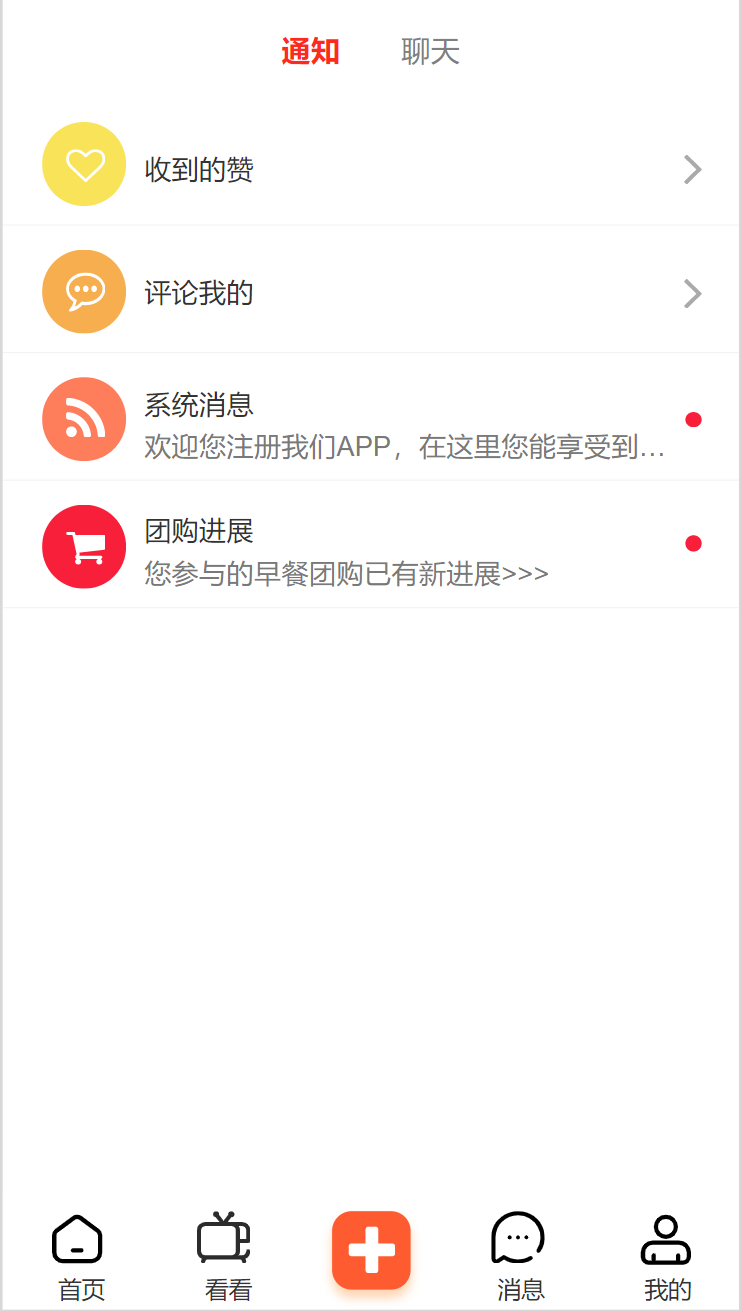 通知 聊天
收到的赞
评论我的
系统消息
欢迎您注册我们APP，在这里您能享受到...
团购进展
您参与的早餐团购已有新进展>>>
首页 看看 消息 我的